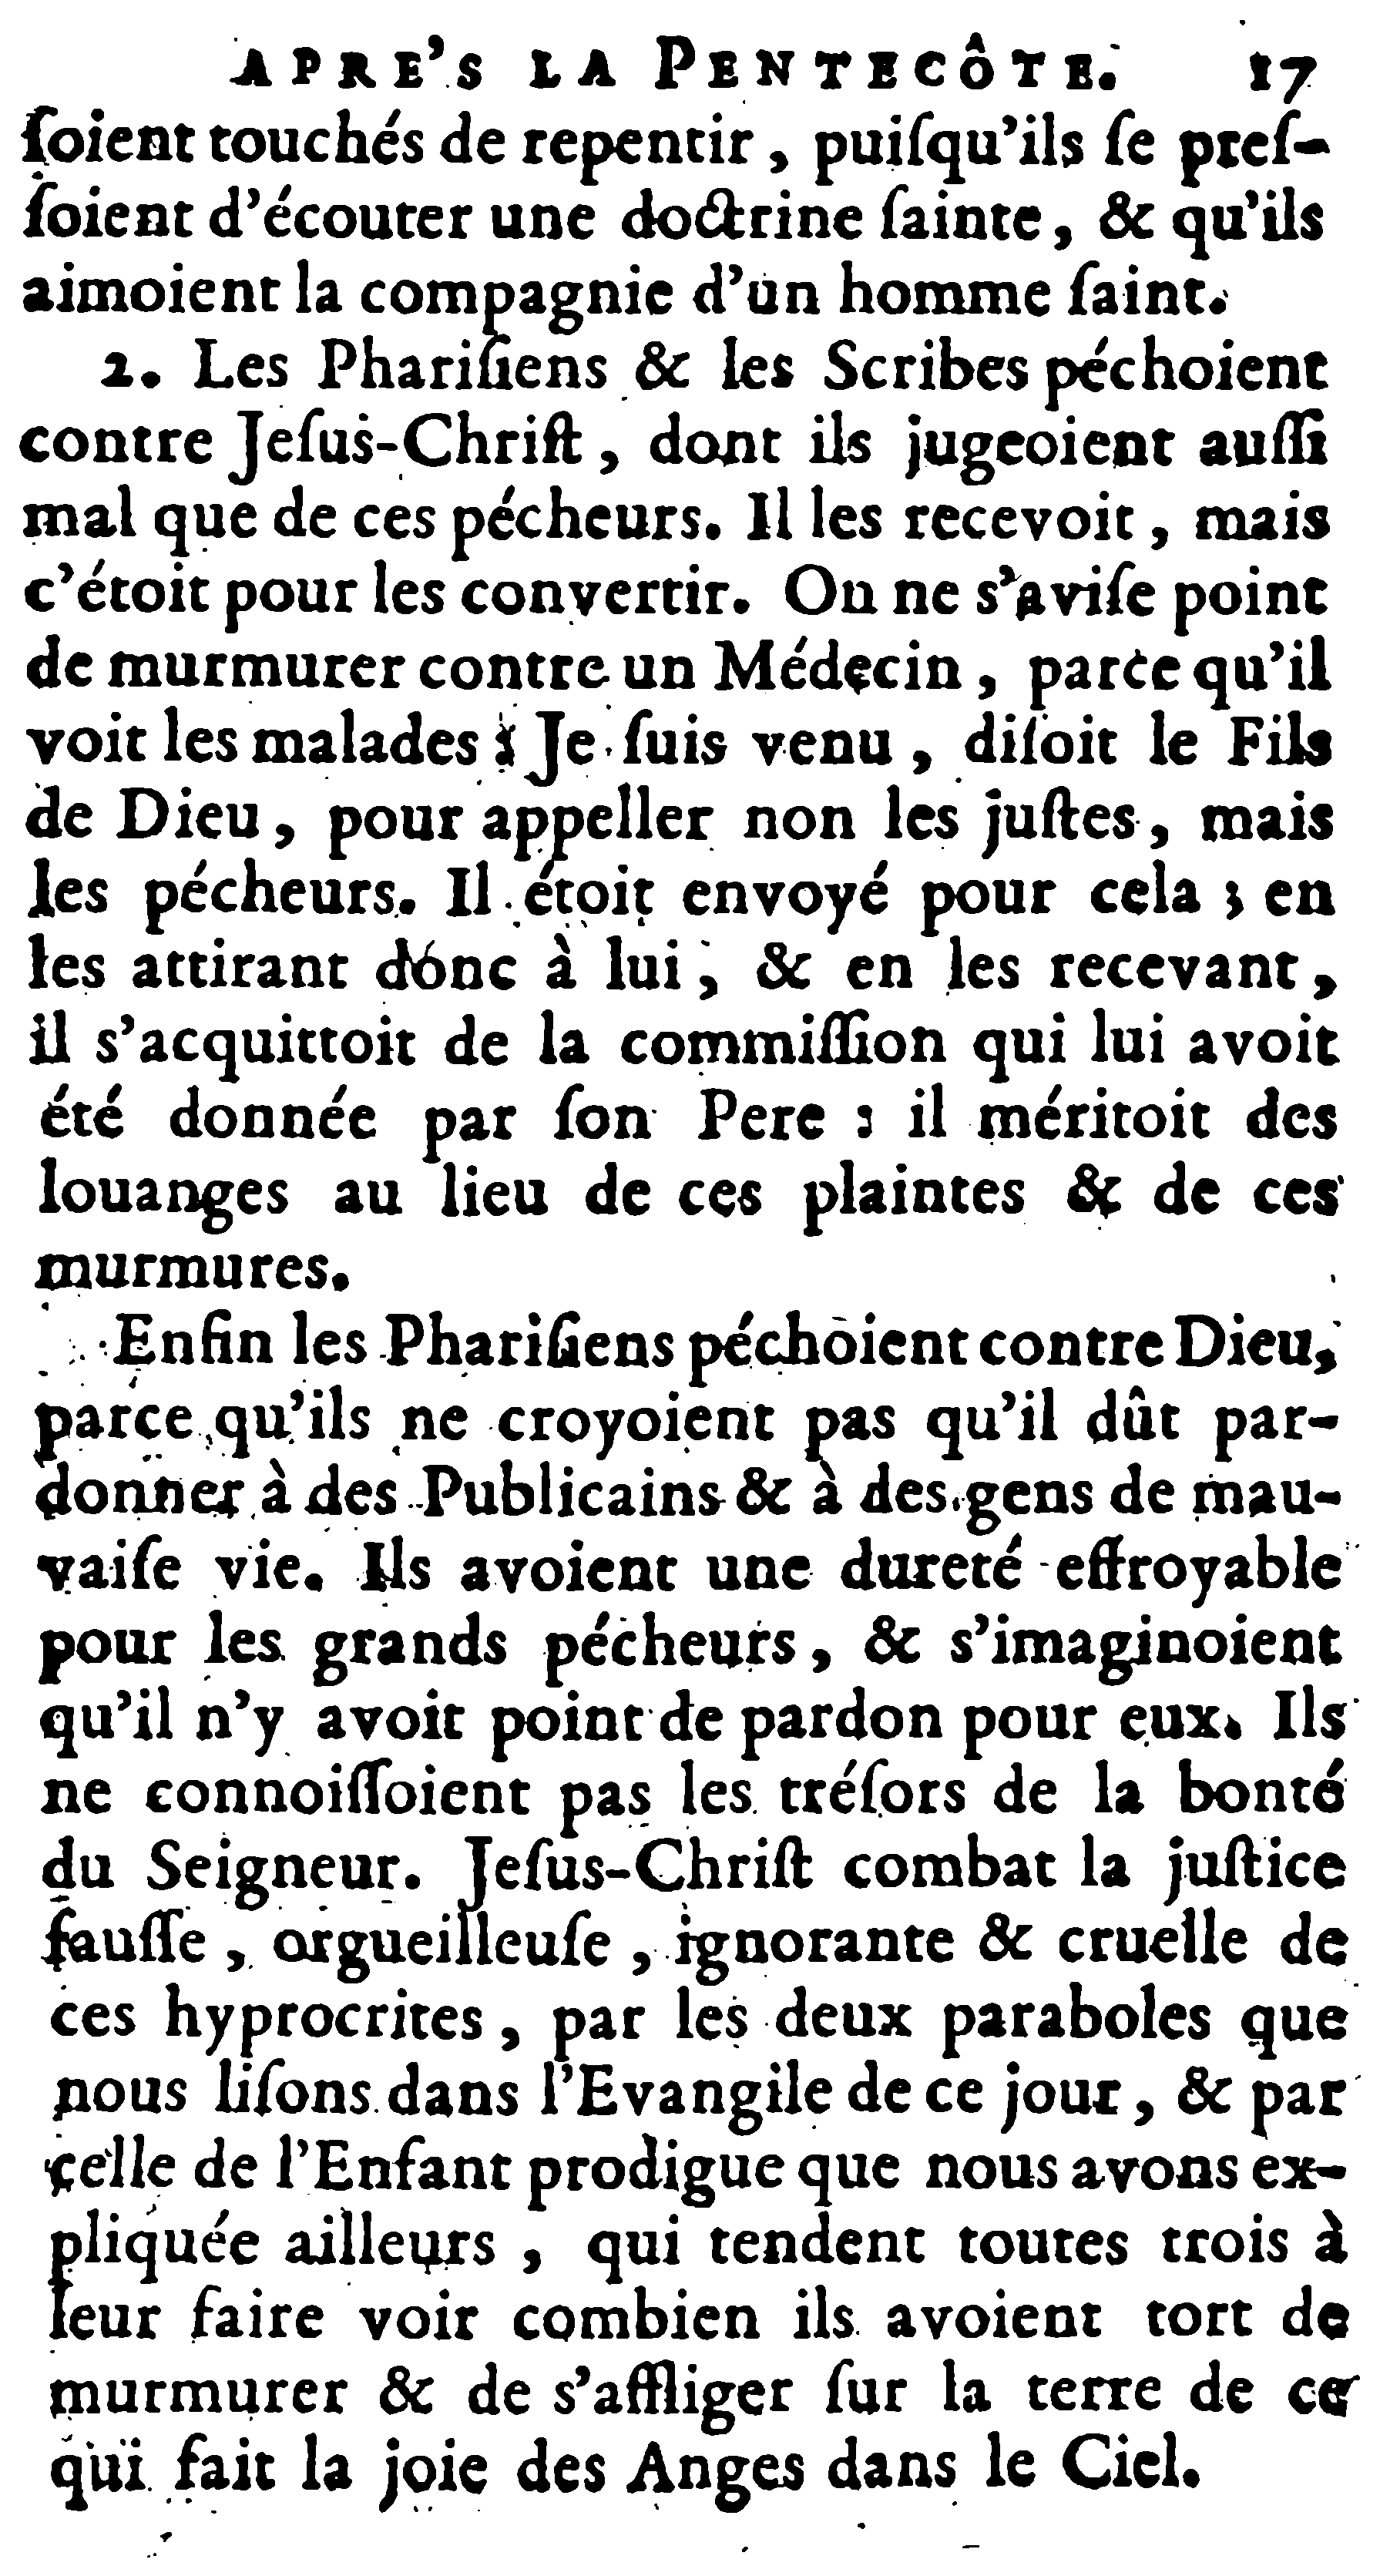 APRE'S LA PENTECÔTE. 17
ſoient touchés de repentir, puiſqu'ils ſe preſ-
ſoient d'écouter une doctrine ſainte, & qu'ils
aimoient la compagnie d'un homme ſaint.
2. Les Phariſiens & les Scribes péchoient
contre Jeſus-Chriſt, dont ils jugeoient auſſi
mal que de ces pécheurs. Il les recevoit, mais
c'étoit pour les convertir. On ne s'aviſe point
de murmurer contre un Médecin, parce qu'il
voit les malades : Je ſuis venu, diſoit le Fils
de Dieu, pour appeller non les juſtes, mais
les pécheurs. Il étoit envoyé pour cela ; en
les attirant donc à lui, & en les recevant,
il s'acquittoit de la commiſſion qui lui avoit
été donnée par ſon Pere : il méritoit des
louanges au lieu de ces plaintes & de ces
murmures.
Enfin les Phariſiens péchoient contre Dieu,
parce qu'ils ne croyoient pas qu'il dût par-
donner à des Publicains & à des gens de mau-
vaiſe vie. Ils avoient une dureté effroyable
pour les grands pécheurs, & s'imaginoient
qu'il n'y avoit point de pardon pour eux. Ils
ne connoiſſoient pas les tréſors de la bonté
du Seigneur. Jeſus-Chriſt combat la juſtice
fauſſe, orgueilleuſe, ignorante & cruelle de
ces hyprocrites, par les deux paraboles que
nous liſons dans l'Evangile de ce jour, & par
celle de l'Enfant prodigue que nous avons ex-
pliquée ailleurs, qui tendent toutes trois à
leur faire voir combien ils avoient tort de
murmurer & de s'affliger ſur la terre de ce
qui fait la joie des Anges dans le Ciel.